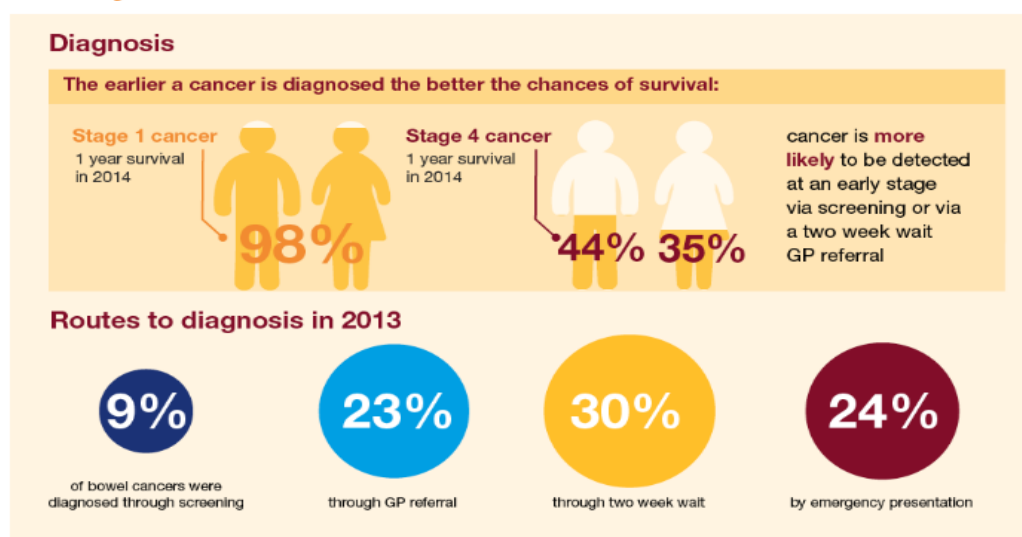 Diagnosis
The earlier a cancer is diagnosed the better the chances of survival:
Stage 1 cancer
1 year survival
in 2014
98%
Stage 4 cancer
1 year survival
in 2014
44% 35%
cancer is more
likely to be detected
at an early stage
via screening or via
a two week wait
GP referral
Routes to diagnosis in 2013
9%
of bowel cancers were
diagnosed through screening
23%
through GP referral
30%
through two week wait
24%
by emergency presentation